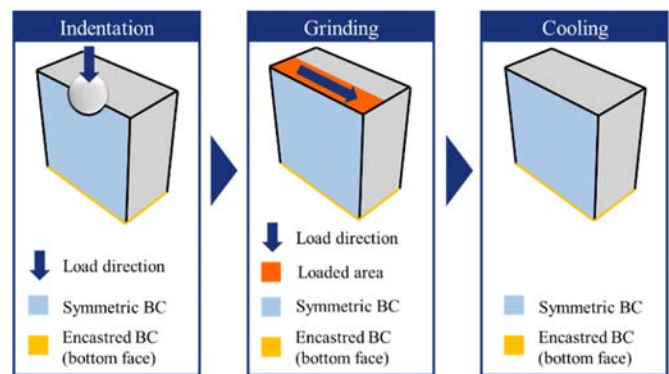 Indentation
Load direction
Symmetric BC
Encastred BC
(bottom face)
Grinding
Load direction
Loaded area
Symmetric BC
Encastred BC
(bottom face)
Cooling
Symmetric BC
Encastred BC
(bottom face)